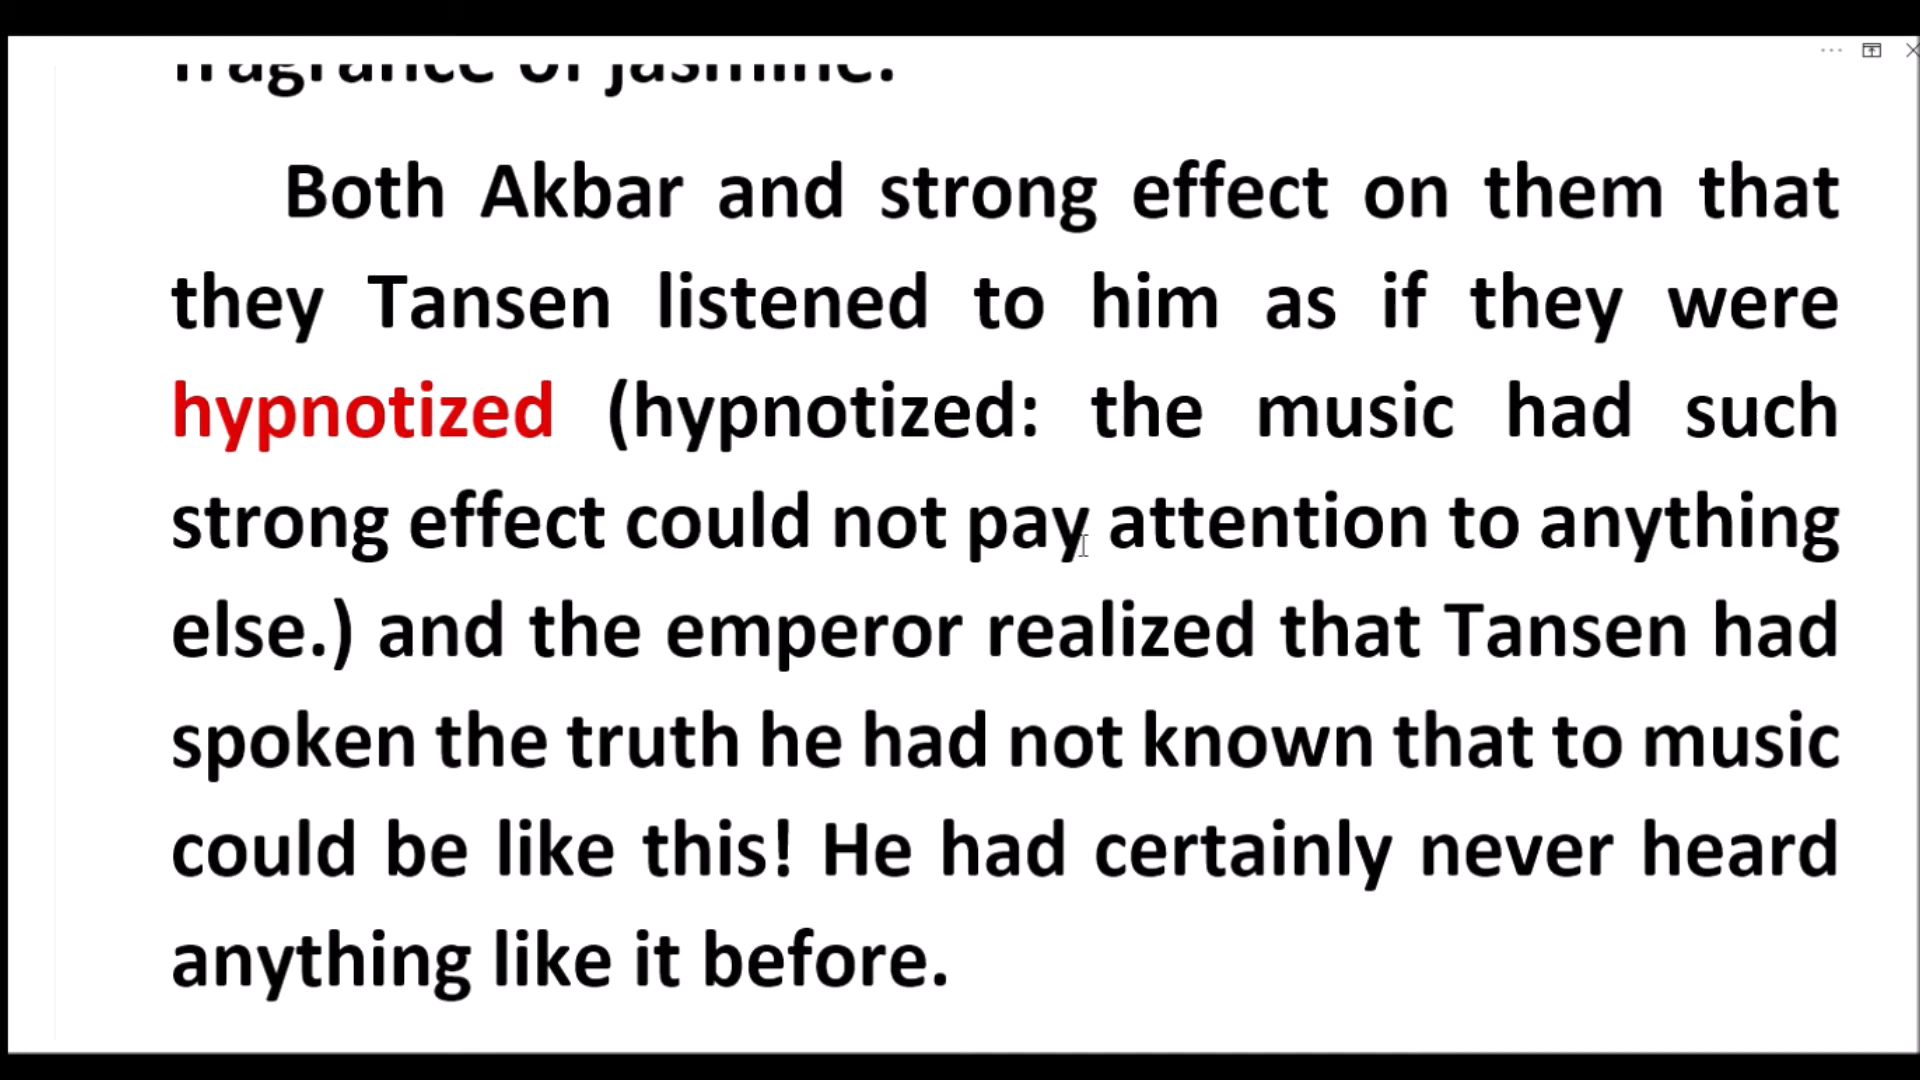 fragrance of jasmine.
Both Akbar and strong effect on them that
they Tansen listened to him as if they were
hypnotized (hypnotized: the music had such
strong effect could not pay attention to anything
else.) and the emperor realized that Tansen had
spoken the truth he had not known that to music
could be like this! He had certainly never heard
anything like it before.